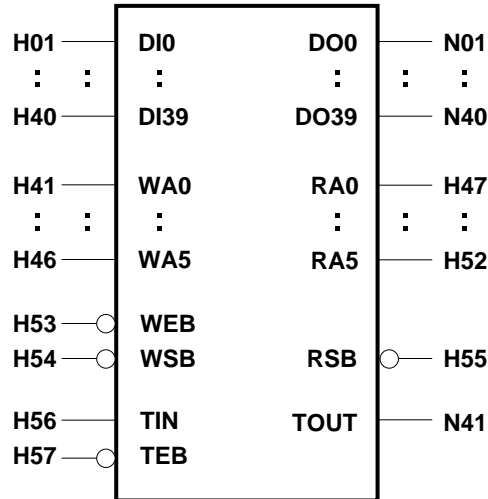 H01 DI0 DO0 N01
: : : : : :
H40 DI39 DO39 N40
H41 WA0 RA0 H47
: : : : : :
H46 WA5 RA5 H52
H53 WEB
H54 WSB RSB H55
H56 TIN TOUT N41
H57 TEB